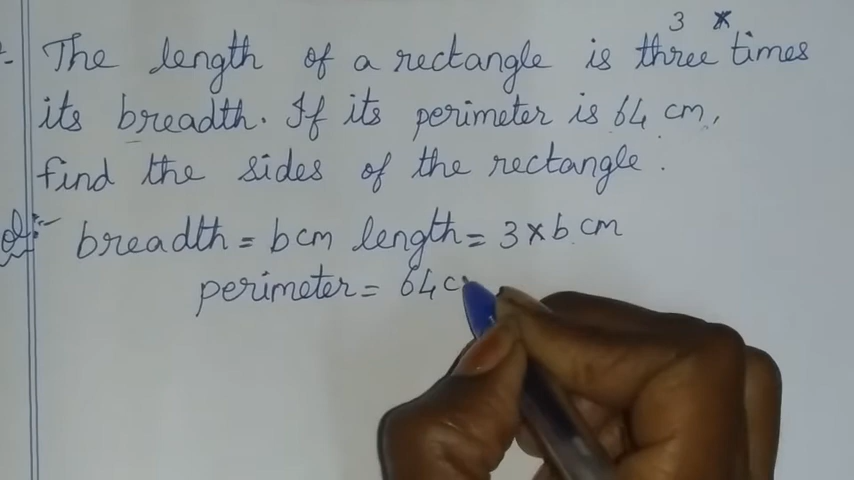 3 ×
The length of a rectangle is three times
its breadth. If its perimeter is 64 cm,
find the sides of the rectangle.
breadth = b cm length = 3 × b cm
perimeter = 64 c